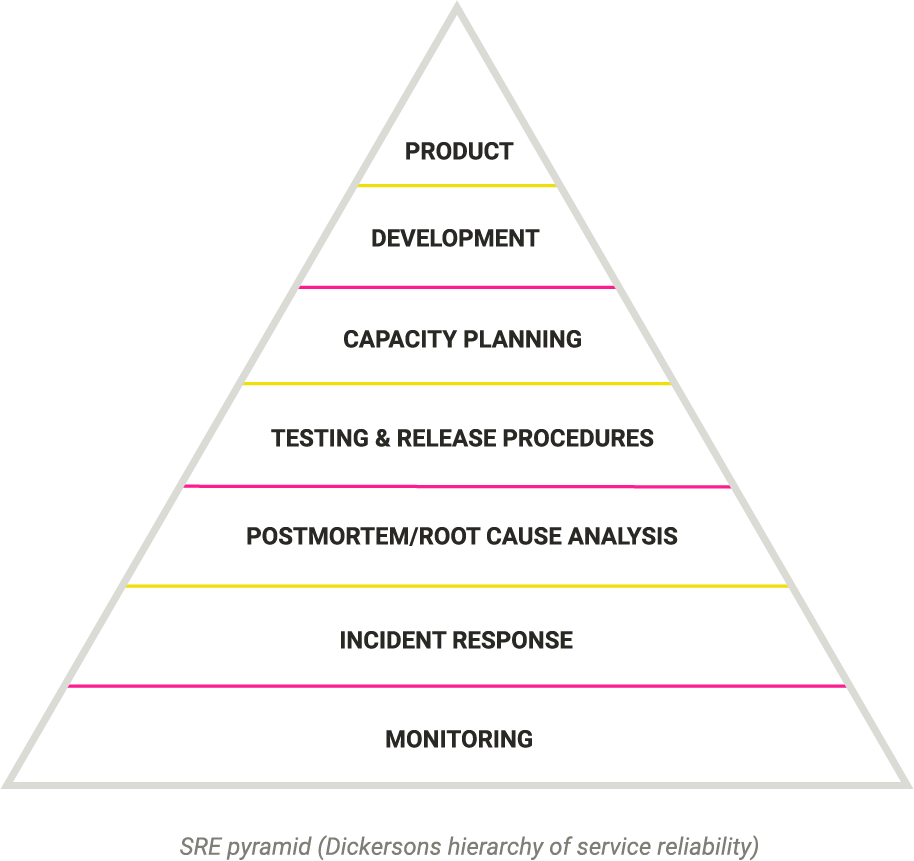 PRODUCT
DEVELOPMENT
CAPACITY PLANNING
TESTING & RELEASE PROCEDURES
POSTMORTEM/ROOT CAUSE ANALYSIS
INCIDENT RESPONSE
MONITORING
SRE pyramid (Dickersons hierarchy of service reliability)